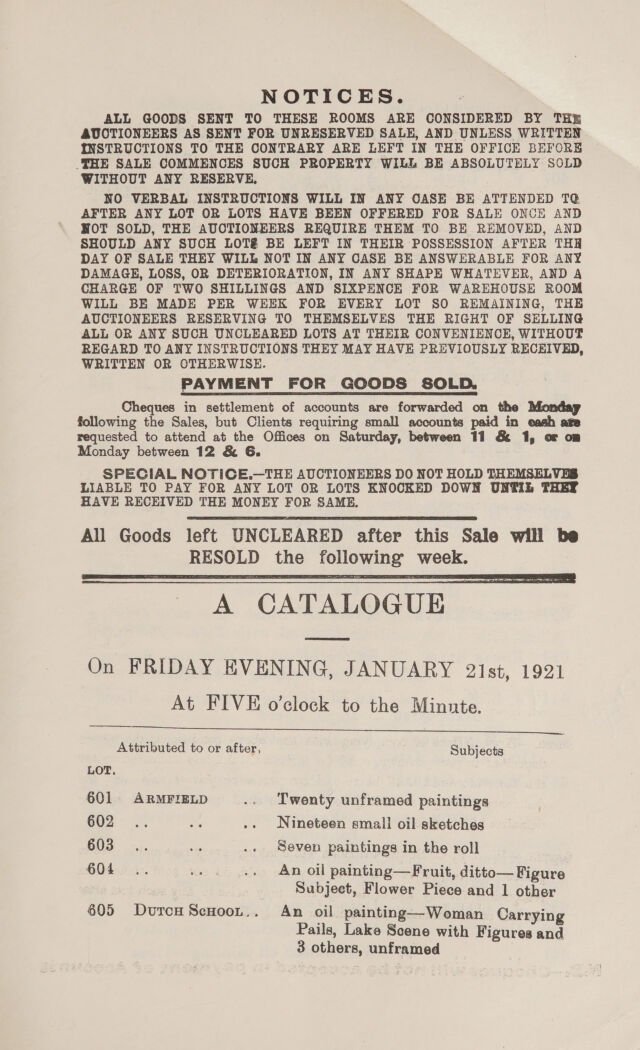 NOTICES.
ALL GOODS SENT TO THESE ROOMS ARE CONSIDERED BY THE
AUCTIONEERS AS SENT FOR UNRESERVED SALE, AND UNLESS WRITTEN
INSTRUCTIONS TO THE CONTRARY ARE LEFT IN THE OFFICE BEFORE
THE SALE COMMENCES SUCH PROPERTY WILL BE ABSOLUTELY SOLD
WITHOUT ANY RESERVE.
NO VERBAL INSTRUCTIONS WILL IN ANY CASE BE ATTENDED TO
AFTER ANY LOT OR LOTS HAVE BEEN OFFERED FOR SALE ONCE AND
NOT SOLD, THE AUCTIONEERS REQUIRE THEM TO BE REMOVED, AND
SHOULD ANY SUCH LOTS BE LEFT IN THEIR POSSESSION AFTER THE
DAY OF SALE THEY WILL NOT IN ANY CASE BE ANSWERABLE FOR ANY
DAMAGE, LOSS, OR DETERIORATION, IN ANY SHAPE WHATEVER, AND A
CHARGE OF TWO SHILLINGS AND SIXPENCE FOR WAREHOUSE ROOM
WILL BE MADE PER WEEK FOR EVERY LOT SO REMAINING, THE
AUCTIONEERS RESERVING TO THEMSELVES THE RIGHT OF SELLING
ALL OR ANY SUCH UNCLEARED LOTS AT THEIR CONVENIENCE, WITHOUT
REGARD TO ANY INSTRUCTIONS THEY MAY HAVE PREVIOUSLY RECEIVED,
WRITTEN OR OTHERWISE.
PAYMENT FOR GOODS SOLD.
Cheques in settlement of accounts are forwarded on the Monday
following the Sales, but Clients requiring small accounts paid in cash are
requested to attend at the Offices on Saturday, between 11 & 1, or on
Monday between 12 & 6.
SPECIAL NOTICE.—THE AUCTIONEERS DO NOT HOLD THEMSELVES
LIABLE TO PAY FOR ANY LOT OR LOTS KNOCKED DOWN UNTIL THEY
HAVE RECEIVED THE MONEY FOR SAME.
All Goods left UNCLEARED after this Sale will be
RESOLD the following week.
A CATALOGUE
On FRIDAY EVENING, JANUARY 21st, 1921
At FIVE o'clock to the Minute.
Attributed to or after. Subjects
LOT.
601 ARMFIELD .. Twenty unframed paintings
602 .. .. .. Nineteen small oil sketches
603 .. .. .. Seven paintings in the roll
604 .. .. .. An oil painting—Fruit, ditto—Figure
Subject, Flower Piece and 1 other
605 DUTCH SCHOOL .. An oil painting—Woman Carrying
Pails, Lake Scene with Figures and
3 others, unframed
N.B.—Cheques will not be accepted in payment of Accounts